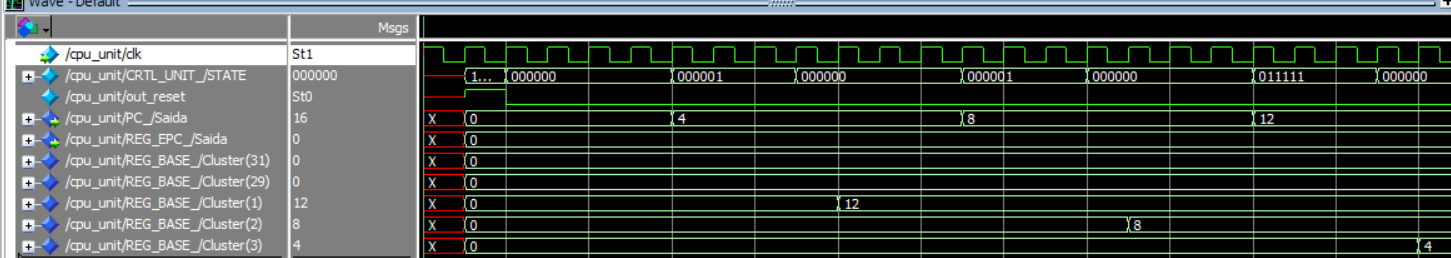 Wave - Default
Msgs
/cpu_unit/clk St1
/cpu_unit/CRTL_UNIT_/STATE 000000 1... 000000 000001 000000 000001 000000 011111 000000
/cpu_unit/out_reset St0
/cpu_unit/PC_/Saida 16 X 0 4 8 12
/cpu_unit/REG_EPC_/Saida 0 X 0
/cpu_unit/REG_BASE_/Cluster(31) 0 X 0
/cpu_unit/REG_BASE_/Cluster(29) 0 X 0
/cpu_unit/REG_BASE_/Cluster(1) 12 X 0 12
/cpu_unit/REG_BASE_/Cluster(2) 8 X 0 8
/cpu_unit/REG_BASE_/Cluster(3) 4 X 0 4